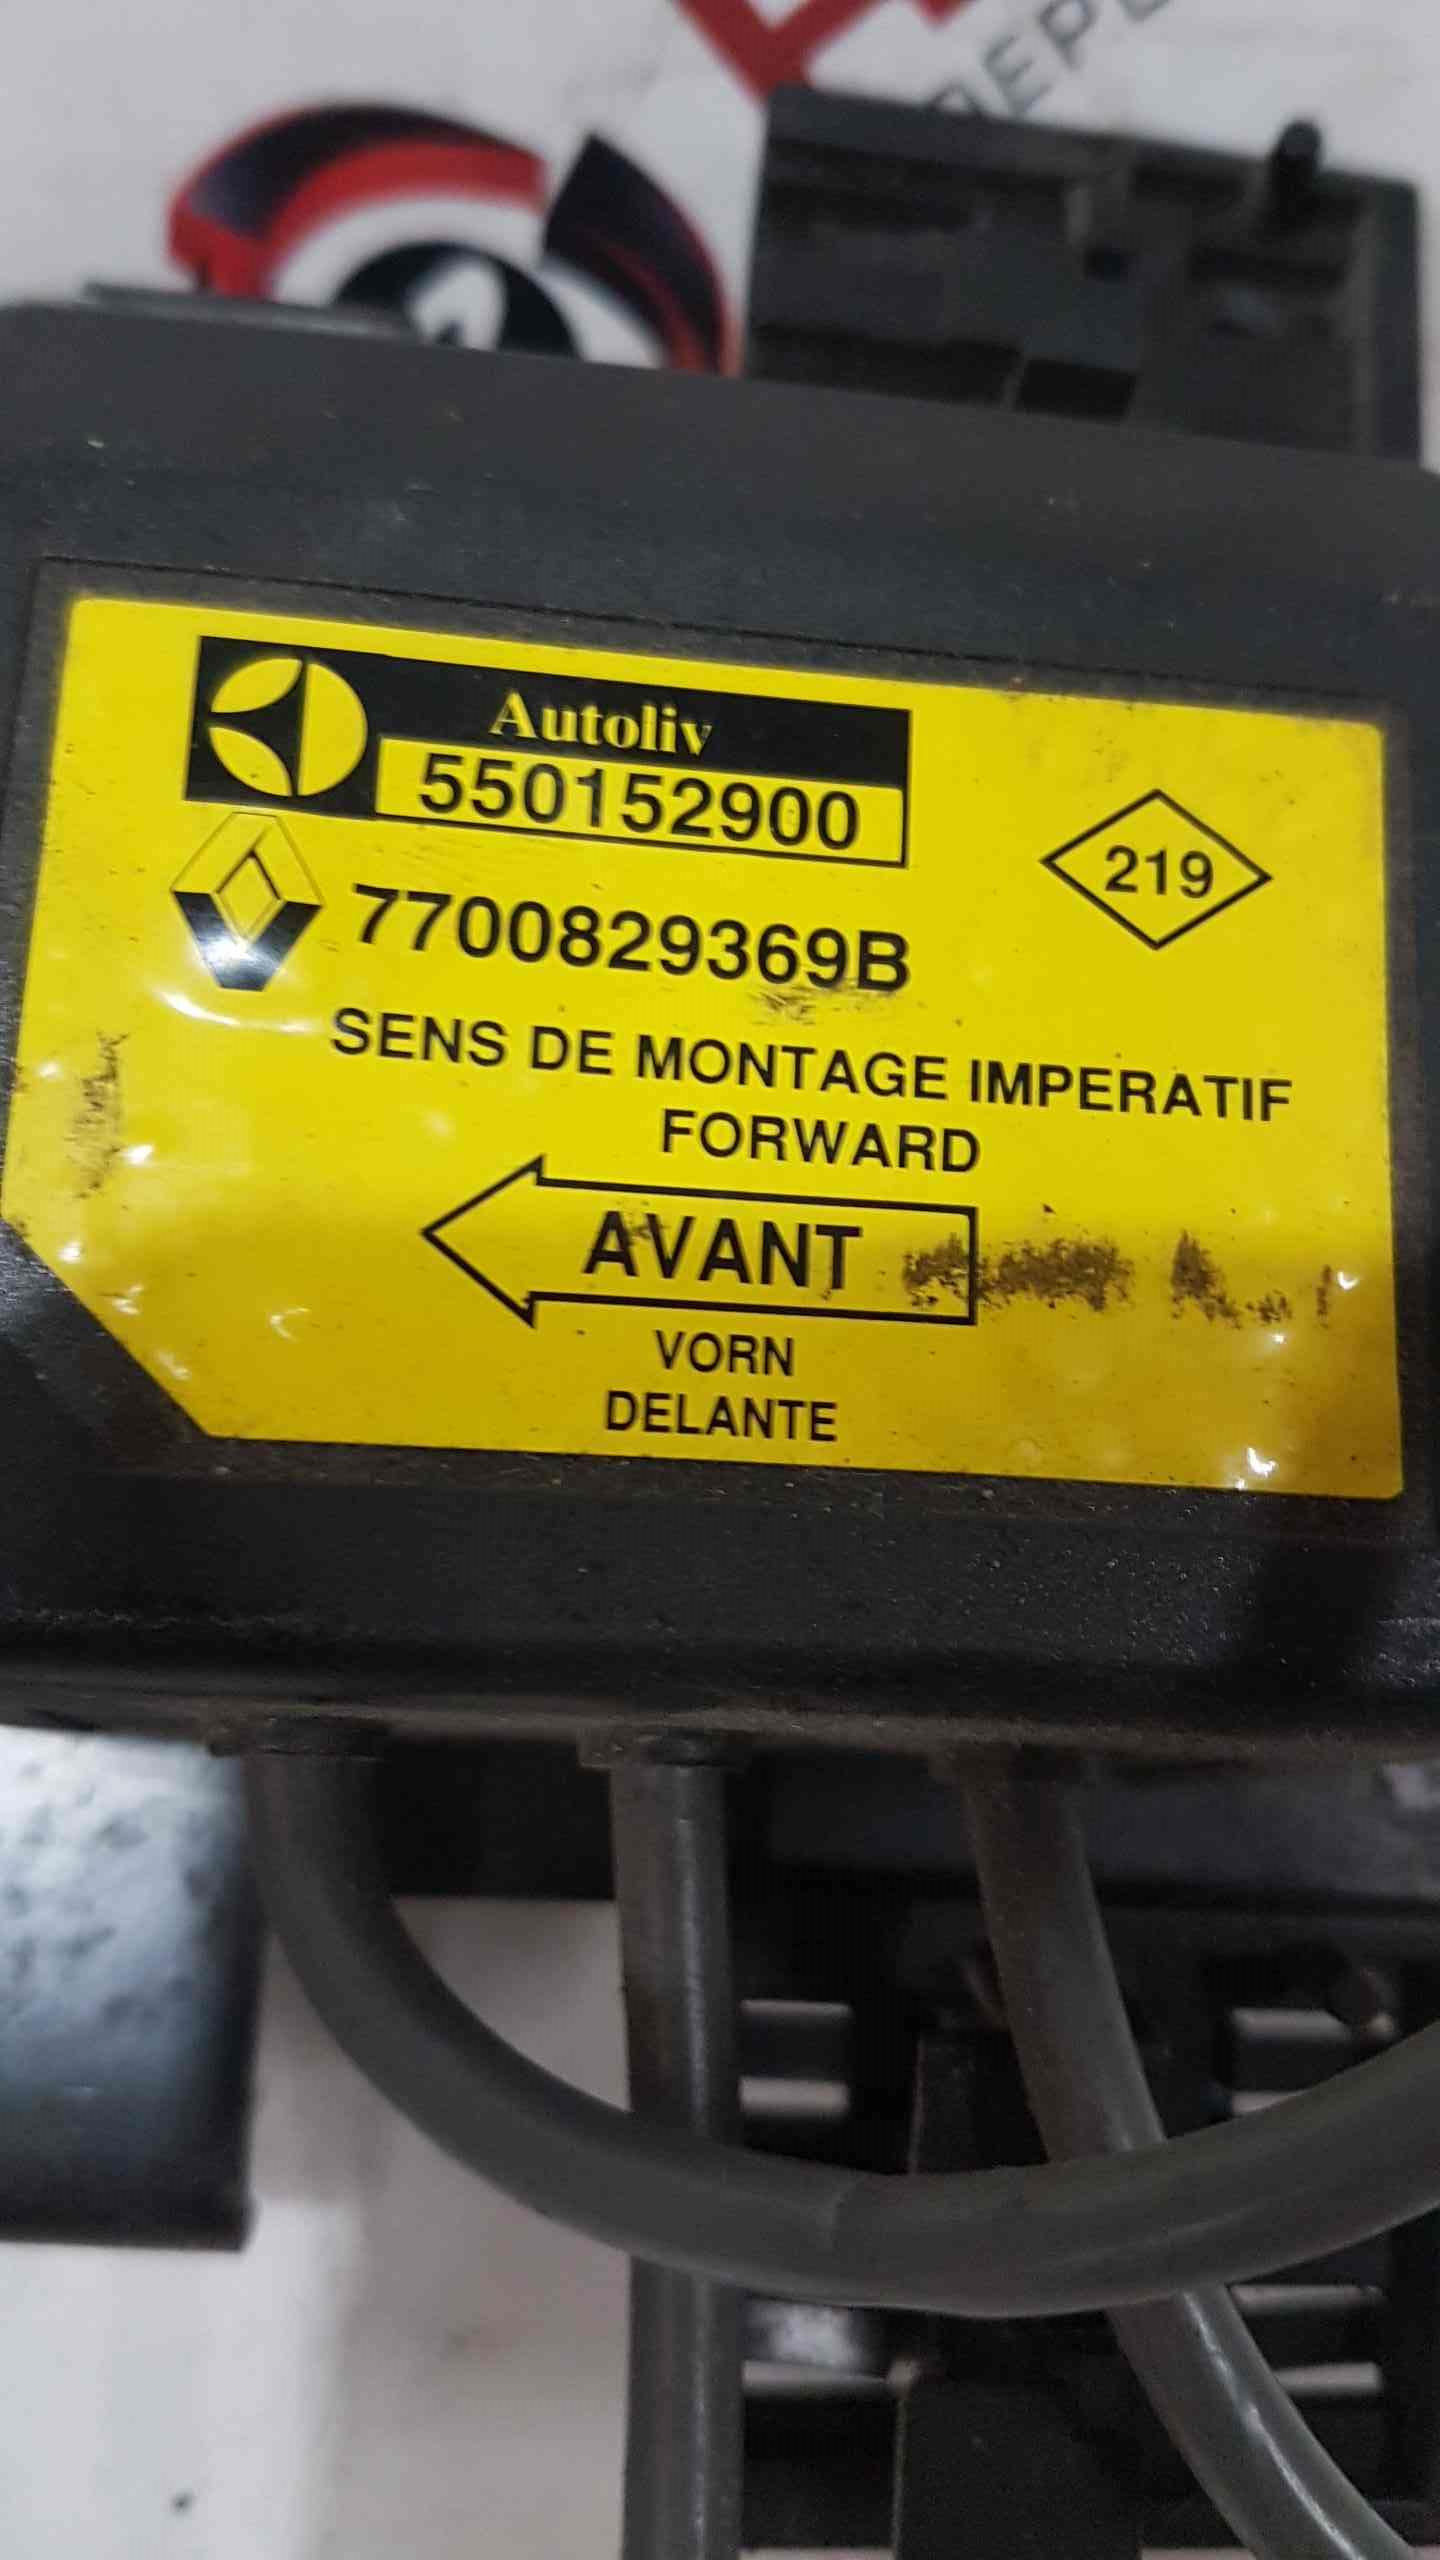 Autoliv
550152900
219
7700829369B
SENS DE MONTAGE IMPERATIF
FORWARD
AVANT
VORN
DELANTE